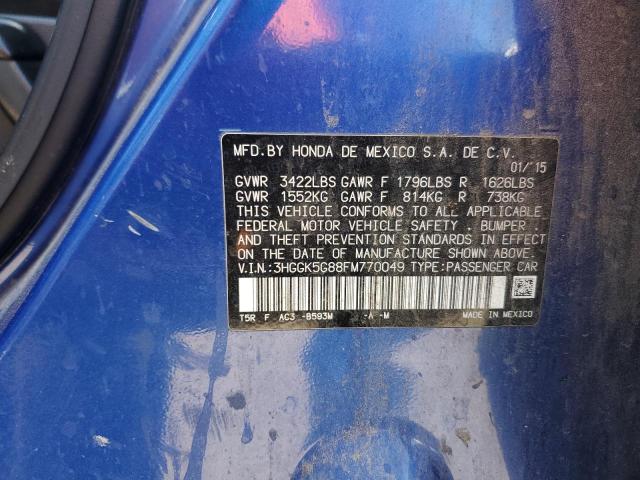 MFD.BY HONDA DE MEXICO S.A. DE C.V.
01/'15
GVWR 3422LBS GAWR F 1796LBS R 1626LBS
GVWR 1552KG GAWR F 814KG R 738KG
THIS VEHICLE CONFORMS TO ALL APPLICABLE
FEDERAL MOTOR VEHICLE SAFETY . BUMPER .
AND THEFT PREVENTION STANDARDS IN EFFECT
ON THE DATE OF MANUFACTURE SHOWN ABOVE.
V.I.N.:3HGGK5G88FM770049 TYPE:PASSENGER CAR
T5R F AC3 -B593M -A -M MADE IN MEXICO